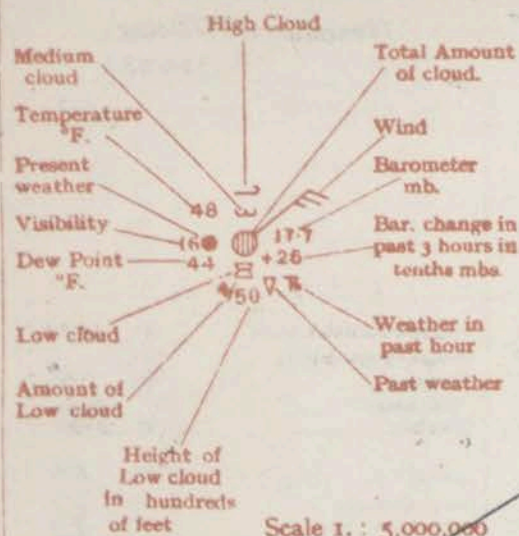 High Cloud
Medium
cloud
Total Amount
of cloud.
Temperature
°F.
Wind
Present
weather
Barometer
mb.
48
Visibility
16
17.7
Bar. change in
past 3 hours in
tenths mbs.
Dew Point
°F.
44
+26
50
Low cloud
Weather in
past hour
Amount of
Low cloud
Past weather
Height of
Low cloud
in hundreds
of feet
Scale 1. : 5,000,000